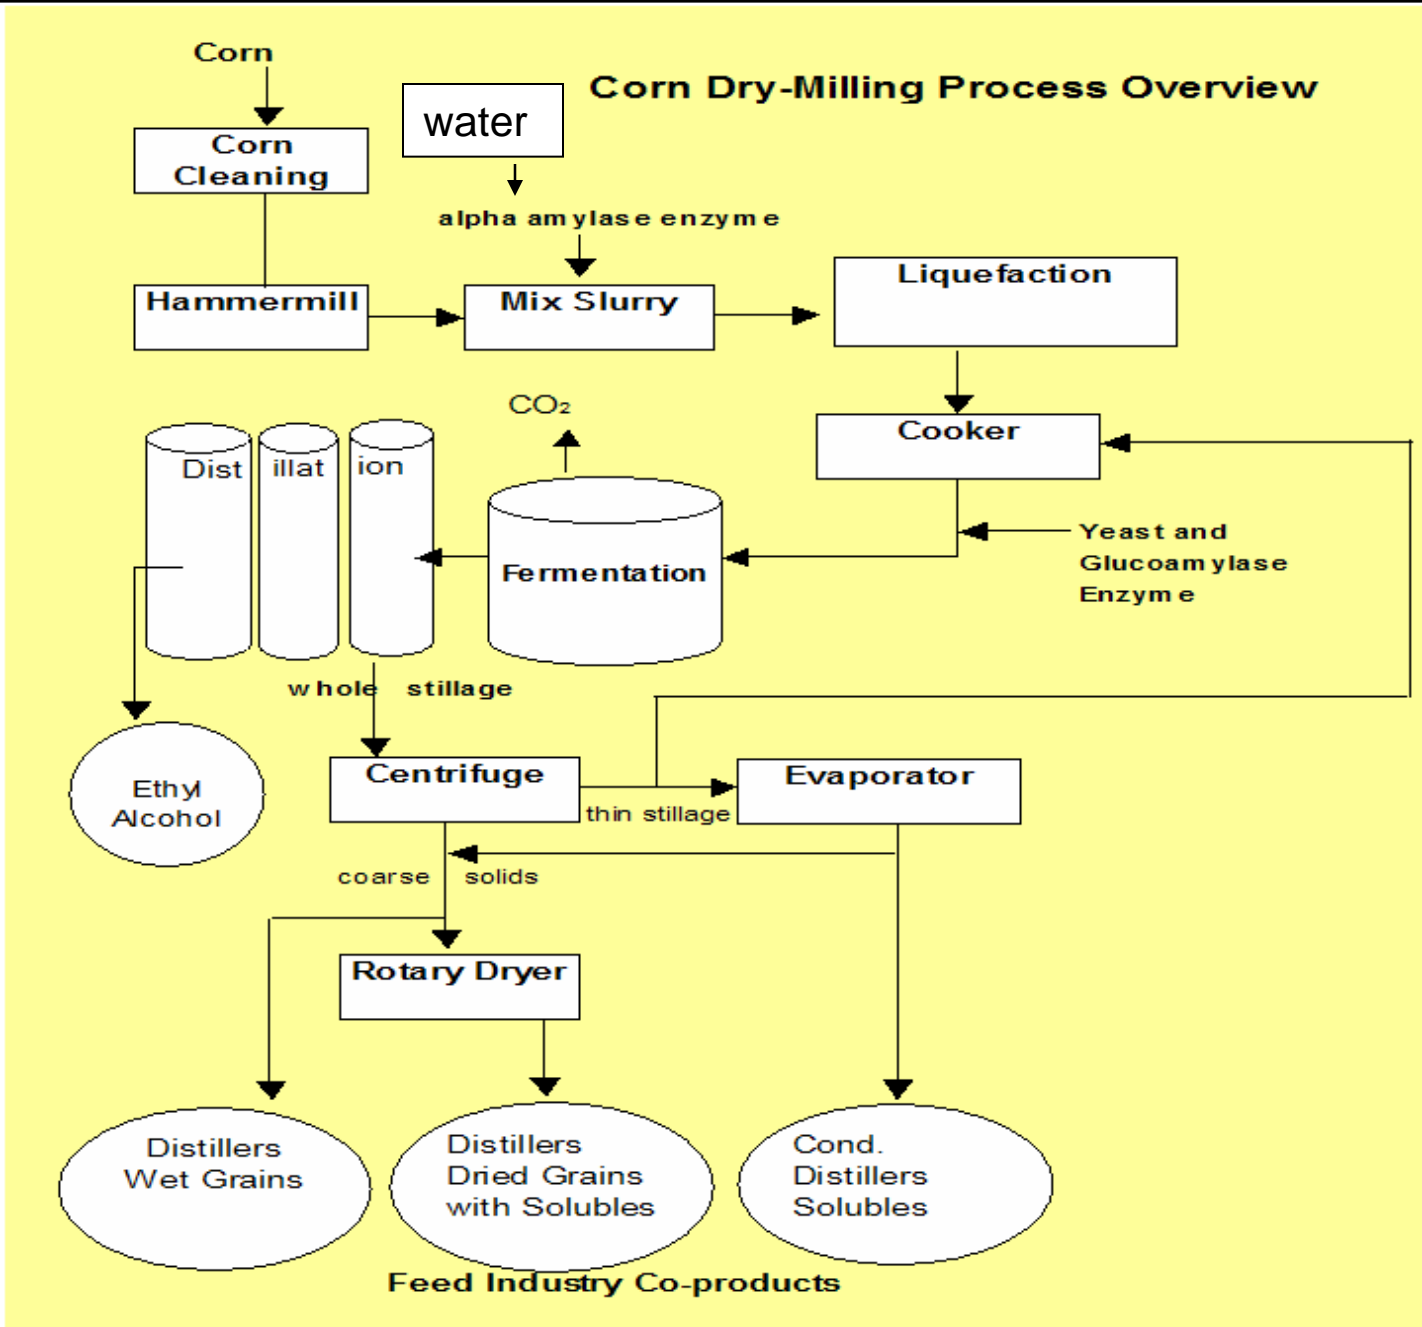 Corn
Corn Dry-Milling Process Overview
water
Corn
Cleaning
alpha amylase enzyme
Hammermill
Mix Slurry
Liquefaction
CO₂
Cooker
Dist illat ion
Yeast and
Glucoamylase
Enzyme
Fermentation
whole stillage
Centrifuge
Evaporator
Ethyl
Alcohol
thin stillage
coarse solids
Rotary Dryer
Distillers
Wet Grains
Distillers
Dried Grains
with Solubles
Cond.
Distillers
Solubles
Feed Industry Co-products